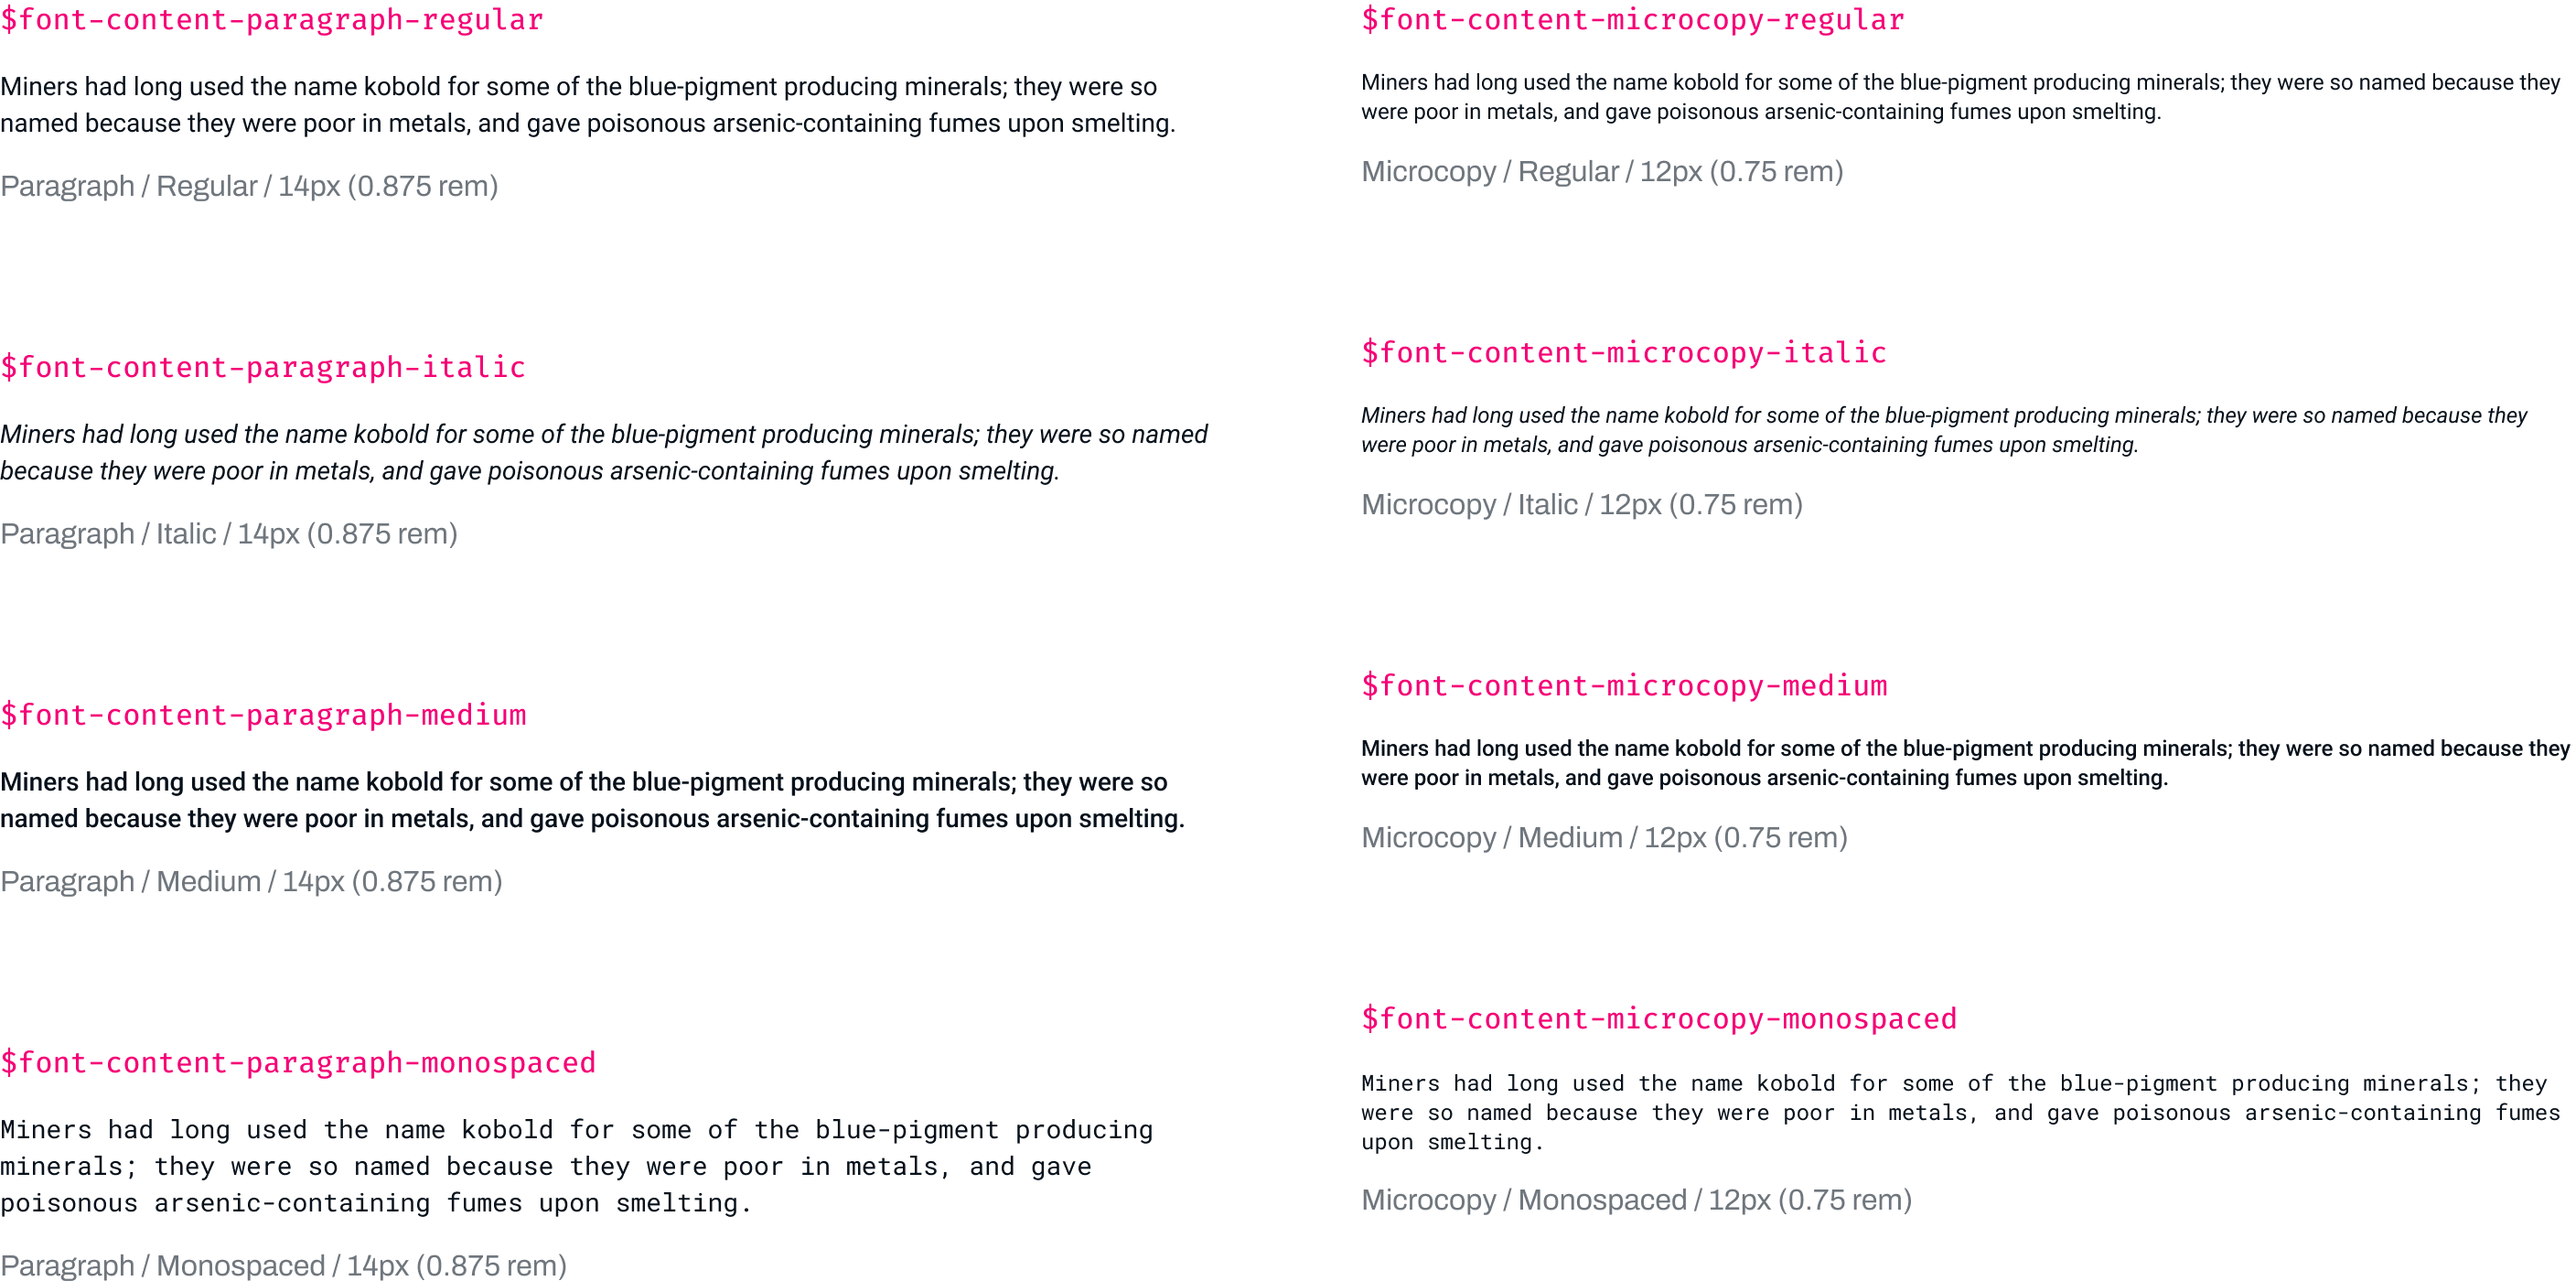 $font-content-paragraph-regular
Miners had long used the name kobold for some of the blue-pigment producing minerals; they were so
named because they were poor in metals, and gave poisonous arsenic-containing fumes upon smelting.
Paragraph / Regular / 14px (0.875 rem)
$font-content-paragraph-italic
Miners had long used the name kobold for some of the blue-pigment producing minerals; they were so named
because they were poor in metals, and gave poisonous arsenic-containing fumes upon smelting.
Paragraph / Italic / 14px (0.875 rem)
$font-content-paragraph-medium
Miners had long used the name kobold for some of the blue-pigment producing minerals; they were so
named because they were poor in metals, and gave poisonous arsenic-containing fumes upon smelting.
Paragraph / Medium / 14px (0.875 rem)
$font-content-paragraph-monospaced
Miners had long used the name kobold for some of the blue-pigment producing
minerals; they were so named because they were poor in metals, and gave
poisonous arsenic-containing fumes upon smelting.
Paragraph / Monospaced / 14px (0.875 rem)
$font-content-microcopy-regular
Miners had long used the name kobold for some of the blue-pigment producing minerals; they were so named because they
were poor in metals, and gave poisonous arsenic-containing fumes upon smelting.
Microcopy / Regular / 12px (0.75 rem)
$font-content-microcopy-italic
Miners had long used the name kobold for some of the blue-pigment producing minerals; they were so named because they
were poor in metals, and gave poisonous arsenic-containing fumes upon smelting.
Microcopy / Italic / 12px (0.75 rem)
$font-content-microcopy-medium
Miners had long used the name kobold for some of the blue-pigment producing minerals; they were so named because they
were poor in metals, and gave poisonous arsenic-containing fumes upon smelting.
Microcopy / Medium / 12px (0.75 rem)
$font-content-microcopy-monospaced
Miners had long used the name kobold for some of the blue-pigment producing minerals; they
were so named because they were poor in metals, and gave poisonous arsenic-containing fumes
upon smelting.
Microcopy / Monospaced / 12px (0.75 rem)